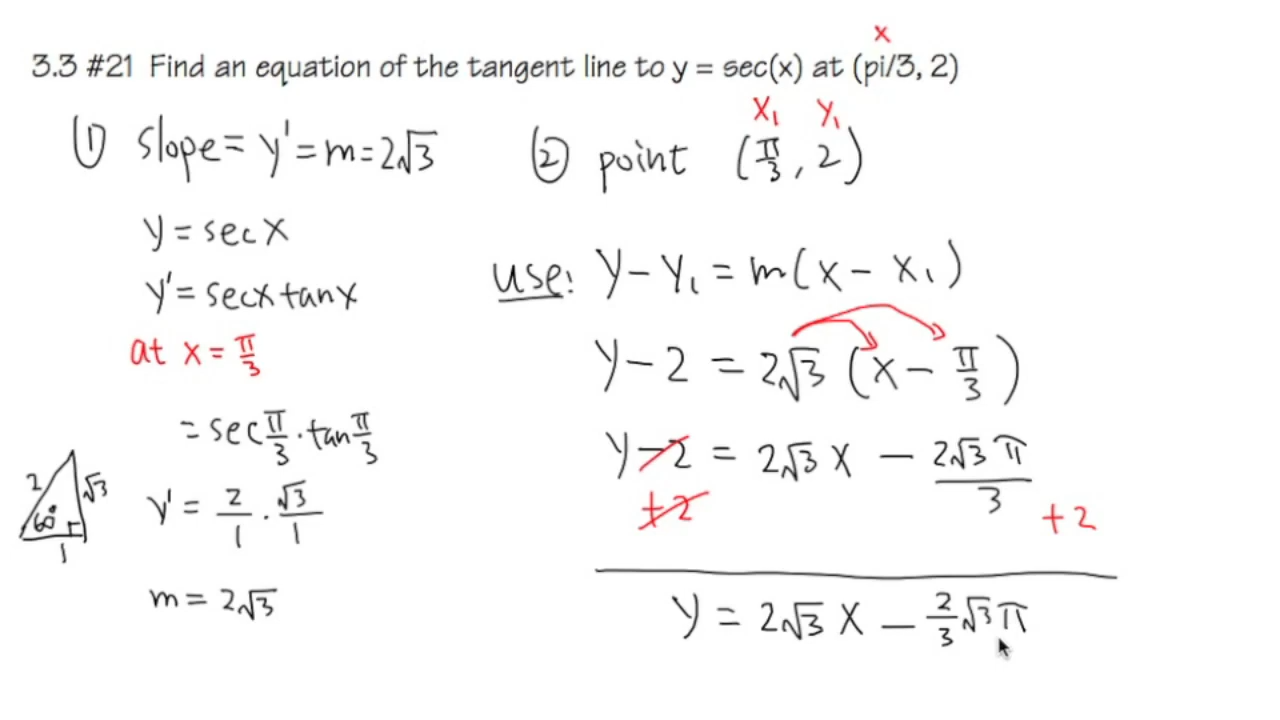 x
3.3 #21 Find an equation of the tangent line to y = sec(x) at (pi/3, 2)
① slope = y' = m = 2√3
y = sec x
y' = secx tanx
at x = π/3
= sec π/3 · tan π/3
2 √3 60° 1
y' = 2/1 · √3/1
m = 2√3
x₁ y₁
② point (π/3, 2)
use: y - y₁ = m(x - x₁)
y - 2 = 2√3 (x - π/3)
y - 2 = 2√3 x - 2√3 π/3
+2 +2
y = 2√3 x - 2/3 √3 π